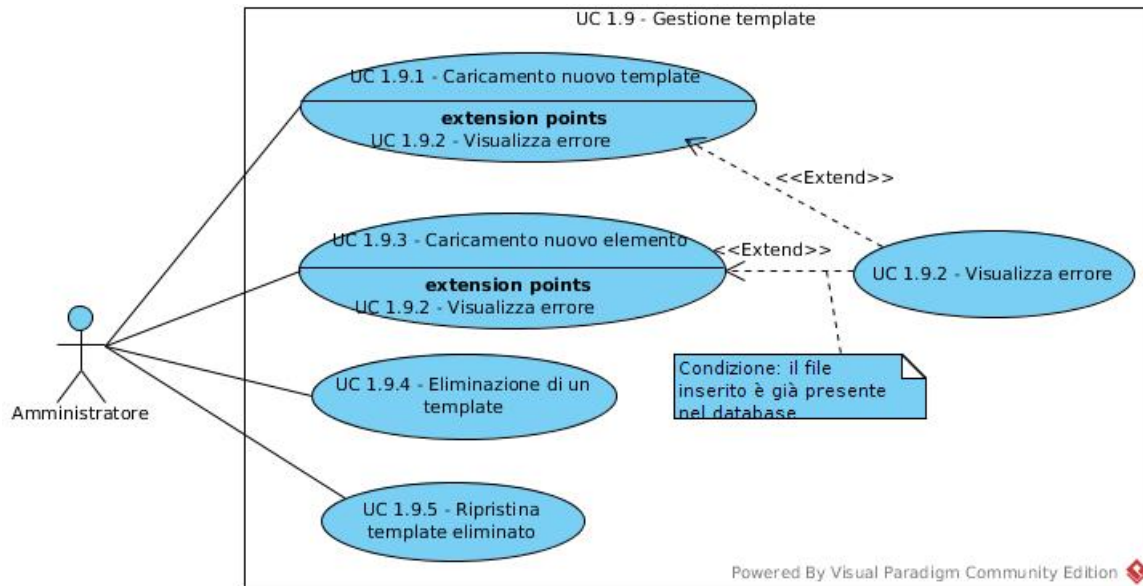 UC 1.9 - Gestione template
UC 1.9.1 - Caricamento nuovo template
extension points
UC 1.9.2 - Visualizza errore
<<Extend>>
UC 1.9.3 - Caricamento nuovo elemento
<<Extend>>
extension points
UC 1.9.2 - Visualizza errore
UC 1.9.2 - Visualizza errore
Condizione: il file
inserito è già presente
nel database
UC 1.9.4 - Eliminazione di un
template
Amministratore
UC 1.9.5 - Ripristina
template eliminato
Powered By Visual Paradigm Community Edition